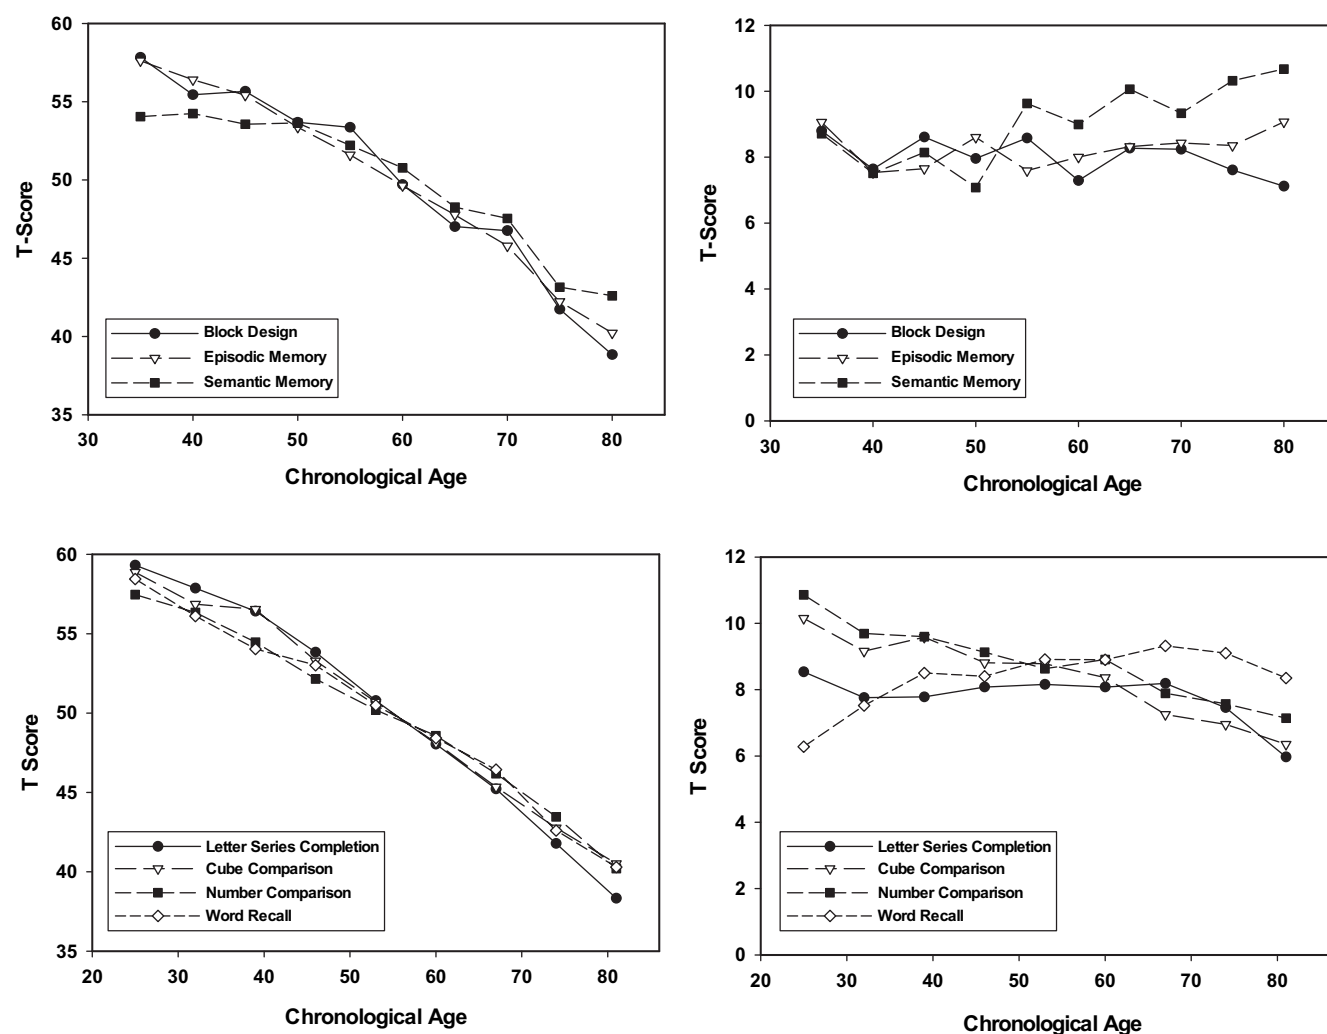 60
55
50
45
40
35
T-Score
Block Design
Episodic Memory
Semantic Memory
30 40 50 60 70 80
Chronological Age
12
10
8
6
4
2
0
T-Score
Block Design
Episodic Memory
Semantic Memory
30 40 50 60 70 80
Chronological Age
60
55
50
45
40
35
T Score
Letter Series Completion
Cube Comparison
Number Comparison
Word Recall
20 30 40 50 60 70 80
Chronological Age
12
10
8
6
4
2
0
T Score
Letter Series Completion
Cube Comparison
Number Comparison
Word Recall
20 30 40 50 60 70 80
Chronological Age